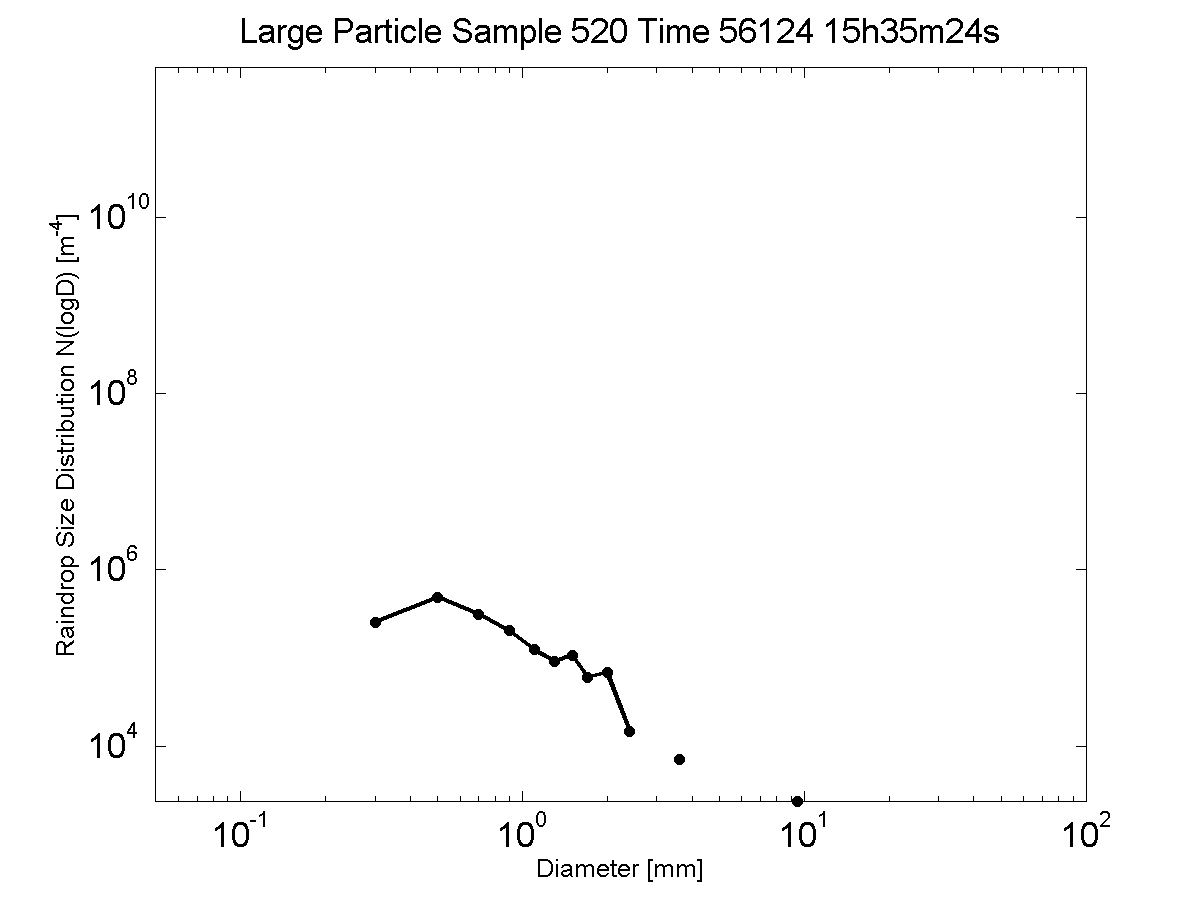 Large Particle Sample 520 Time 56124 15h35m24s
Raindrop Size Distribution N(logD) [m-4]
10^10
10^8
10^6
10^4
10^-1 10^0 10^1 10^2
Diameter [mm]